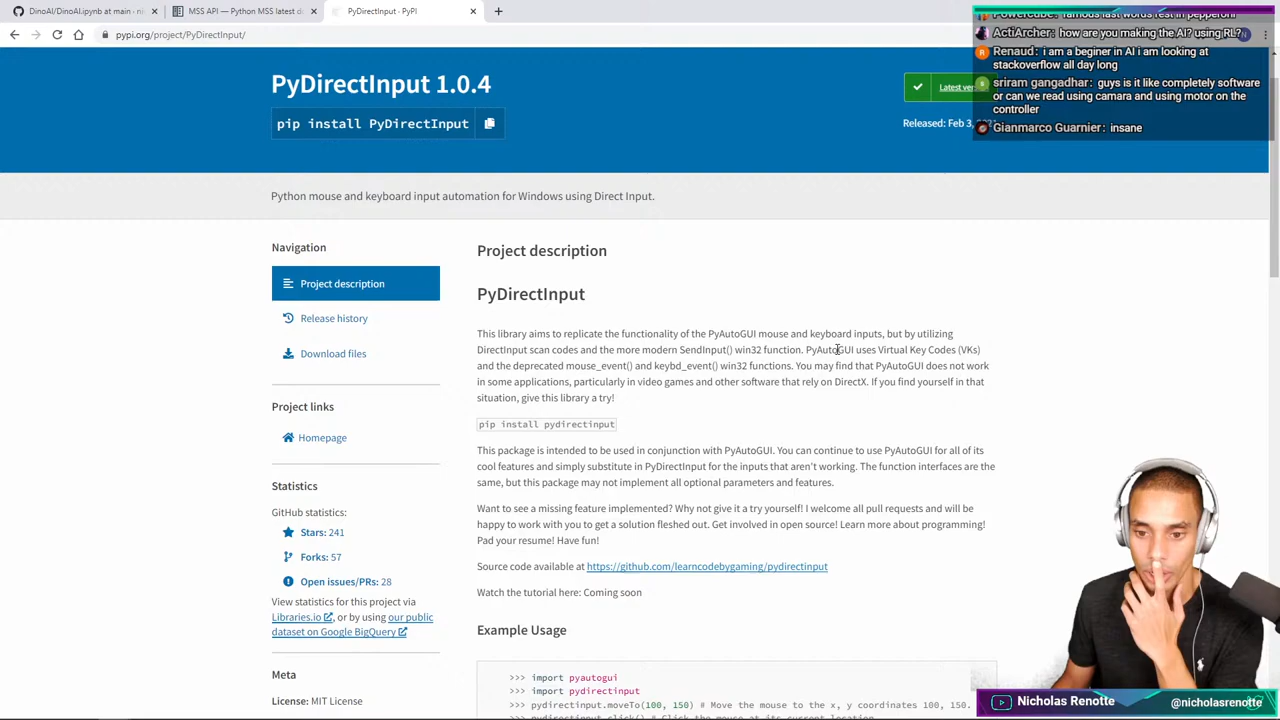 DinoAI/DinoAI.ipynb at main · nic
MSS API — Python MSS latest d
PyDirectInput · PyPI
pypi.org/project/PyDirectInput/
ActiArcher: how are you making the AI? using RL?
Renaud: i am a beginer in AI i am looking at
stackoverflow all day long
sriram gangadhar: guys is it like completely software
or can we read using camara and using motor on the
controller
Gianmarco Guarnier: insane
PyDirectInput 1.0.4
pip install PyDirectInput
Latest
Released: Feb 3,
Python mouse and keyboard input automation for Windows using Direct Input.
Navigation
Project description
Release history
Download files
Project links
Homepage
Statistics
GitHub statistics:
Stars: 241
Forks: 57
Open issues/PRs: 28
View statistics for this project via
Libraries.io, or by using our public
dataset on Google BigQuery
Meta
License: MIT License
Project description
PyDirectInput
This library aims to replicate the functionality of the PyAutoGUI mouse and keyboard inputs, but by utilizing
DirectInput scan codes and the more modern SendInput() win32 function. PyAutoGUI uses Virtual Key Codes (VKs)
and the deprecated mouse_event() and keybd_event() win32 functions. You may find that PyAutoGUI does not work
in some applications, particularly in video games and other software that rely on DirectX. If you find yourself in that
situation, give this library a try!
pip install pydirectinput
This package is intended to be used in conjunction with PyAutoGUI. You can continue to use PyAutoGUI for all of its
cool features and simply substitute in PyDirectInput for the inputs that aren't working. The function interfaces are the
same, but this package may not implement all optional parameters and features.
Want to see a missing feature implemented? Why not give it a try yourself! I welcome all pull requests and will be
happy to work with you to get a solution fleshed out. Get involved in open source! Learn more about programming!
Pad your resume! Have fun!
Source code available at https://github.com/learncodebygaming/pydirectinput
Watch the tutorial here: Coming soon
Example Usage
>>> import pyautogui
>>> import pydirectinput
>>> pydirectinput.moveTo(100, 150) # Move the mouse to the x, y coordinates 100, 150.
>>> pydirectinput.click() # Click the mouse at its current location.
Nicholas Renotte
@nicholasrenotte